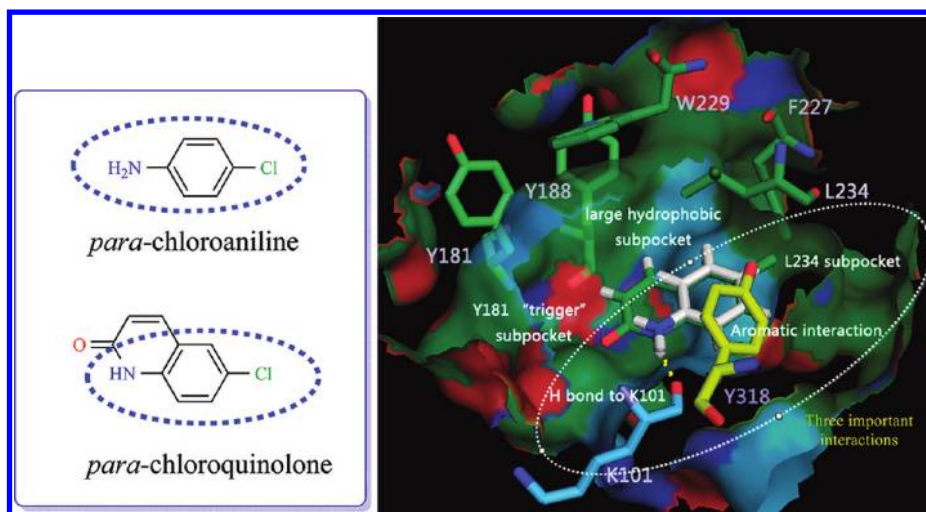 H₂N
Cl
para-chloroaniline
O
HN
Cl
para-chloroquinolone
W229
F227
Y188
L234
large hydrophobic
subpocket
Y181
L234 subpocket
Y181 "trigger"
subpocket
Aromatic interaction
H bond to K101
Y318
Three important
interactions
K101